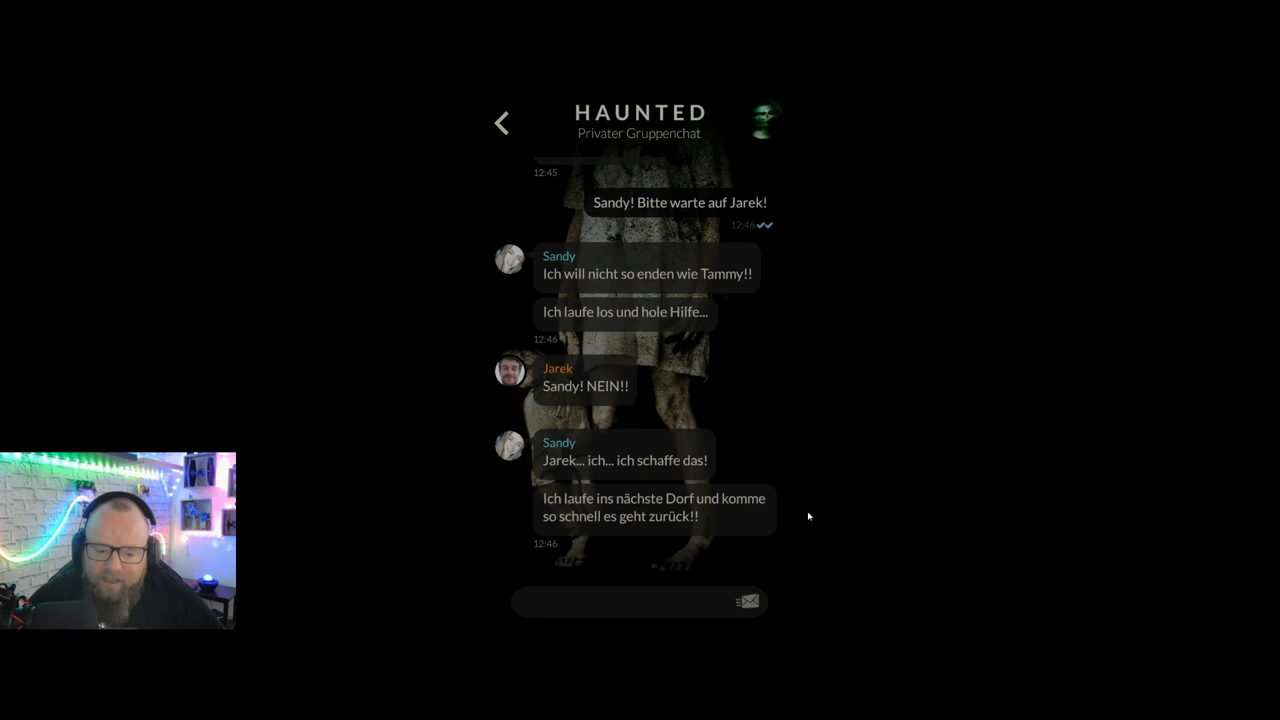 HAUNTED
Privater Gruppenchat
12:45
Sandy! Bitte warte auf Jarek!
12:46
Sandy
Ich will nicht so enden wie Tammy!!
Ich laufe los und hole Hilfe...
12:46
Jarek
Sandy! NEIN!!
12:46
Sandy
Jarek... ich... ich schaffe das!
Ich laufe ins nächste Dorf und komme
so schnell es geht zurück!!
12:46